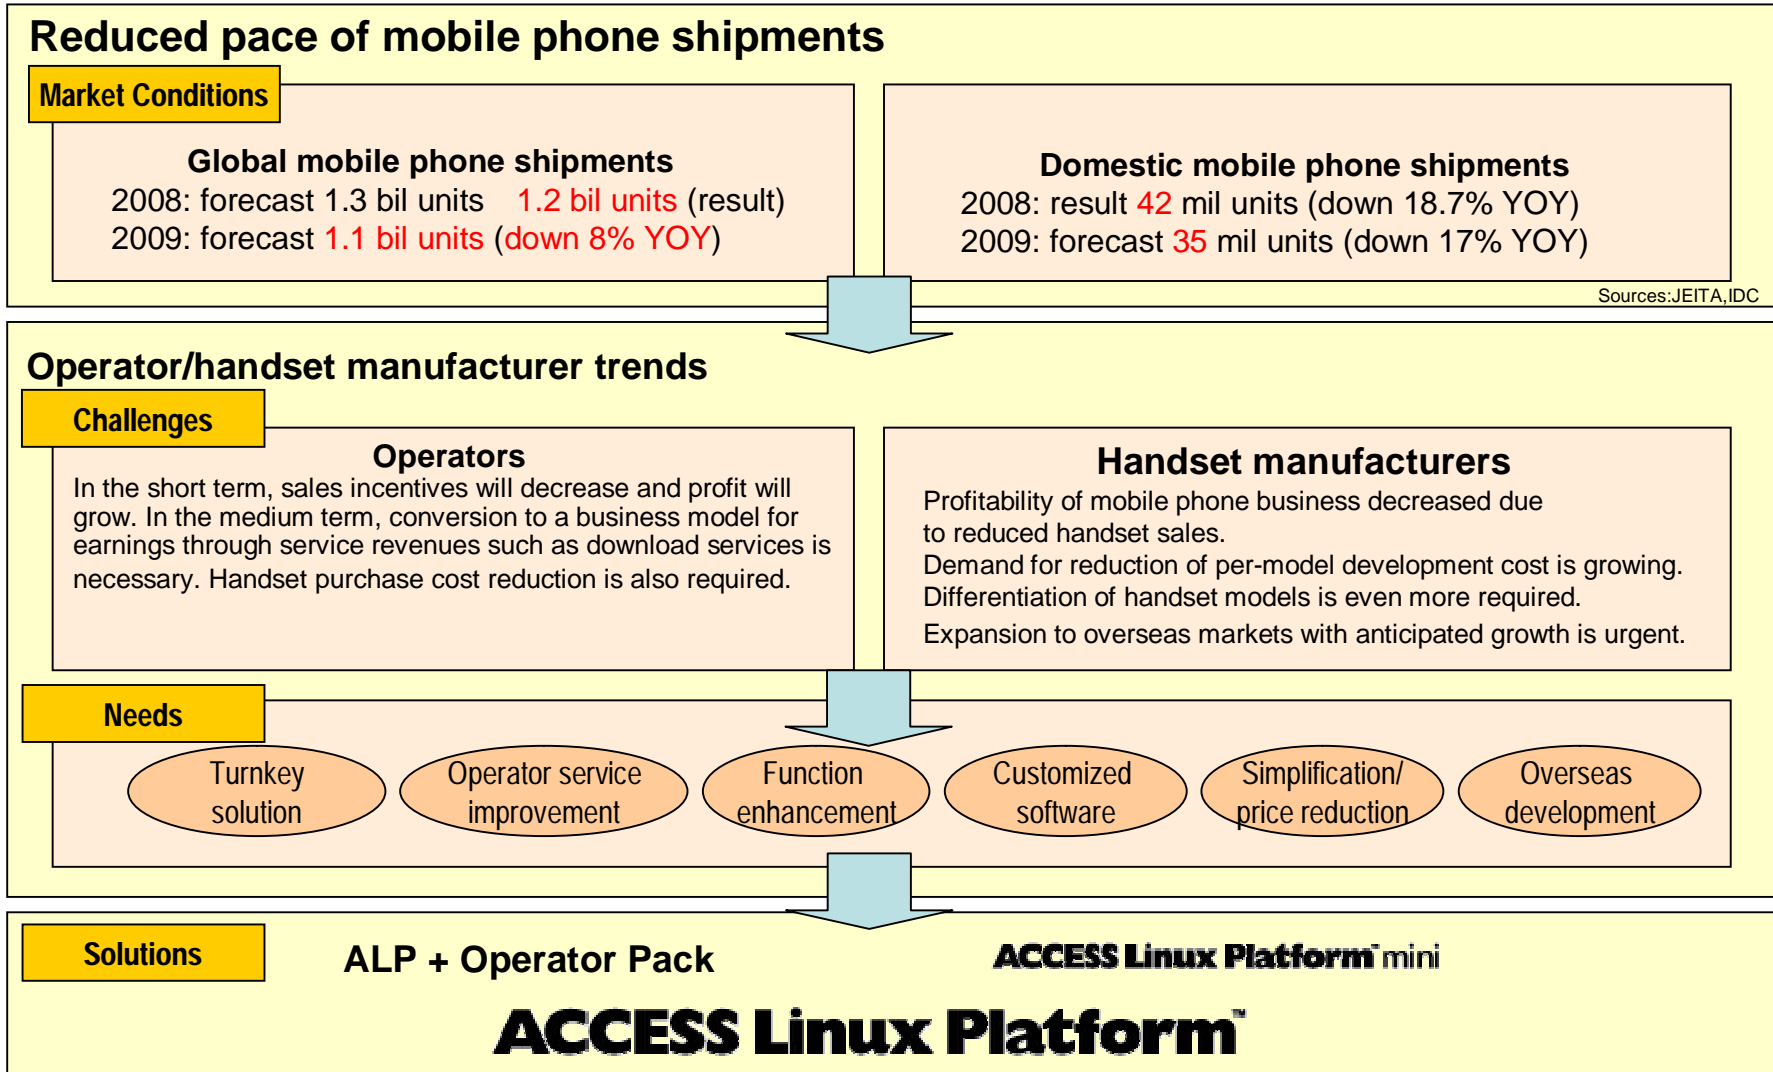 Reduced pace of mobile phone shipments
Market Conditions
Global mobile phone shipments
2008: forecast 1.3 bil units 1.2 bil units (result)
2009: forecast 1.1 bil units (down 8% YOY)
Domestic mobile phone shipments
2008: result 42 mil units (down 18.7% YOY)
2009: forecast 35 mil units (down 17% YOY)
Sources:JEITA,IDC
Operator/handset manufacturer trends
Challenges
Operators
In the short term, sales incentives will decrease and profit will
grow. In the medium term, conversion to a business model for
earnings through service revenues such as download services is
necessary. Handset purchase cost reduction is also required.
Handset manufacturers
Profitability of mobile phone business decreased due
to reduced handset sales.
Demand for reduction of per-model development cost is growing.
Differentiation of handset models is even more required.
Expansion to overseas markets with anticipated growth is urgent.
Needs
Turnkey
solution
Operator service
improvement
Function
enhancement
Customized
software
Simplification/
price reduction
Overseas
development
Solutions
ALP + Operator Pack
ACCESS Linux Platform™ mini
ACCESS Linux Platform™